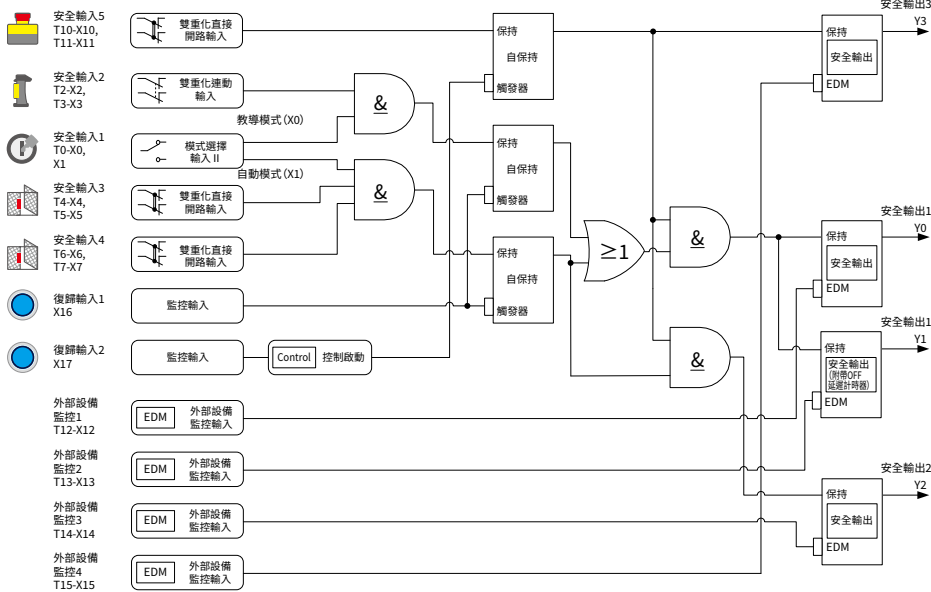 安全輸入5
T10-X10,
T11-X11
雙重化直接
開路輸入
安全輸入2
T2-X2,
T3-X3
雙重化連動
輸入
教導模式(X0)
安全輸入1
T0-X0,
X1
模式選擇
輸入 II
自動模式(X1)
安全輸入3
T4-X4,
T5-X5
雙重化直接
開路輸入
安全輸入4
T6-X6,
T7-X7
雙重化直接
開路輸入
復歸輸入1
X16
監控輸入
復歸輸入2
X17
監控輸入
Control
控制啟動
外部設備
監控1
T12-X12
EDM
外部設備
監控輸入
外部設備
監控2
T13-X13
EDM
外部設備
監控輸入
外部設備
監控3
T14-X14
EDM
外部設備
監控輸入
外部設備
監控4
T15-X15
EDM
外部設備
監控輸入
&
&
保持
自保持
觸發器
保持
自保持
觸發器
保持
自保持
觸發器
≥1
&
&
安全輸出3
Y3
保持
安全輸出
EDM
安全輸出1
Y0
保持
安全輸出
EDM
安全輸出1
Y1
保持
安全輸出
(附帶OFF
延遲計時器)
EDM
安全輸出2
Y2
保持
安全輸出
EDM